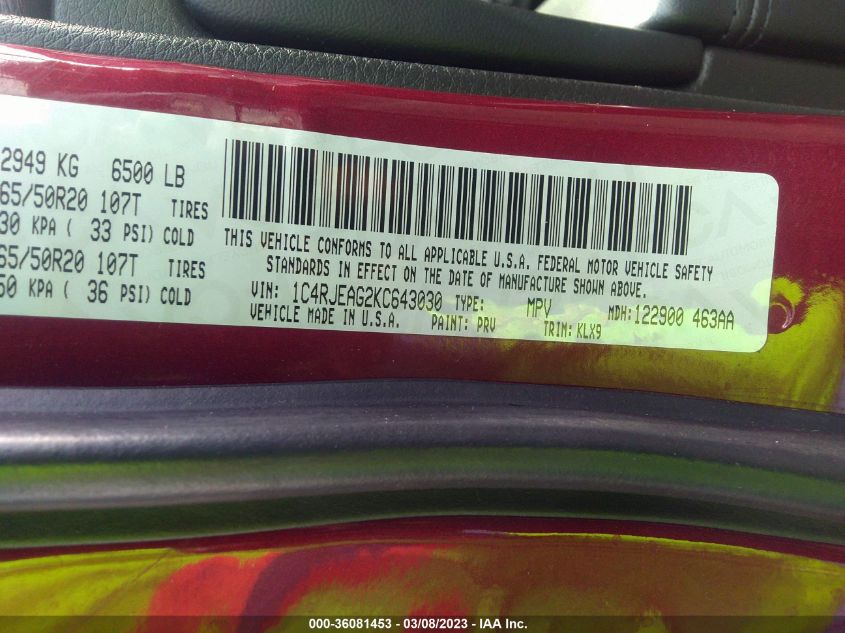 2949 KG 6500 LB
65/50R20 107T TIRES
30 KPA ( 33 PSI) COLD
65/50R20 107T TIRES
50 KPA ( 36 PSI) COLD
THIS VEHICLE CONFORMS TO ALL APPLICABLE U.S.A. FEDERAL MOTOR VEHICLE SAFETY
STANDARDS IN EFFECT ON THE DATE OF MANUFACTURE SHOWN ABOVE.
VIN: 1C4RJEAG2KC643030 TYPE: MPV MDH:122900 463AA
VEHICLE MADE IN U.S.A. PAINT: PRV TRIM: KLX9
000-36081453 - 03/08/2023 - IAA Inc.